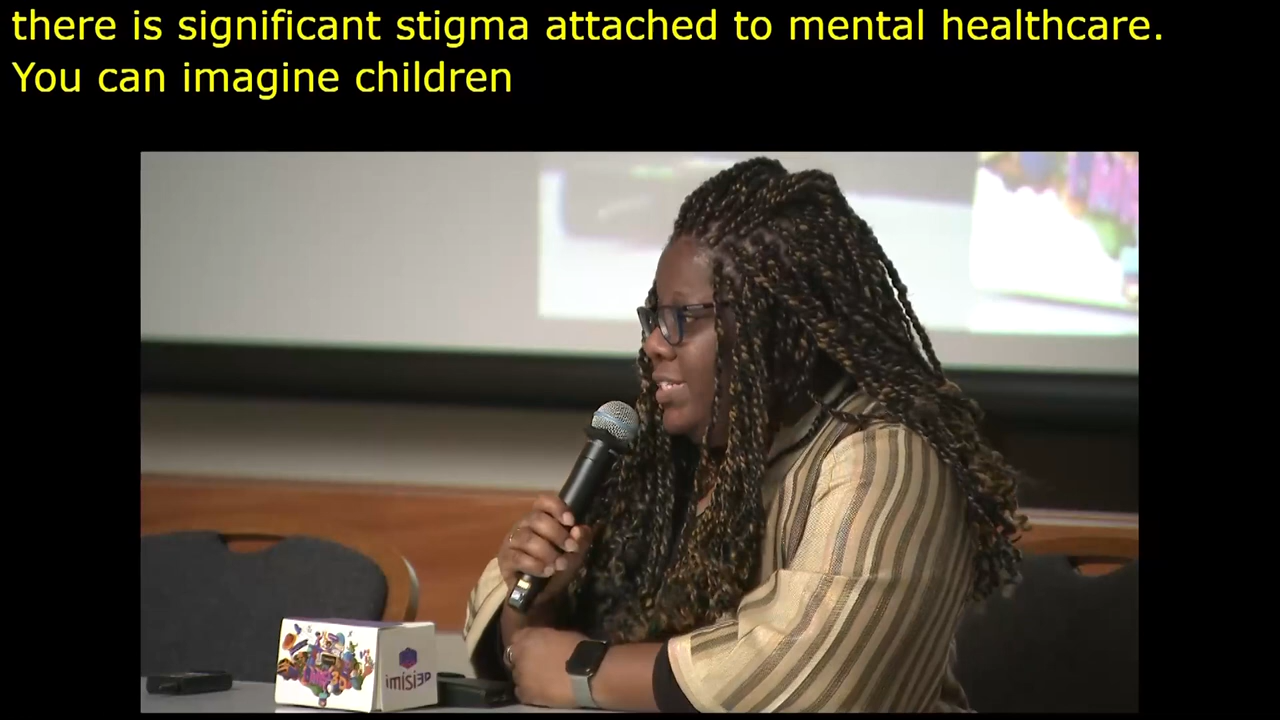 there is significant stigma attached to mental healthcare.
You can imagine children
imisi3D